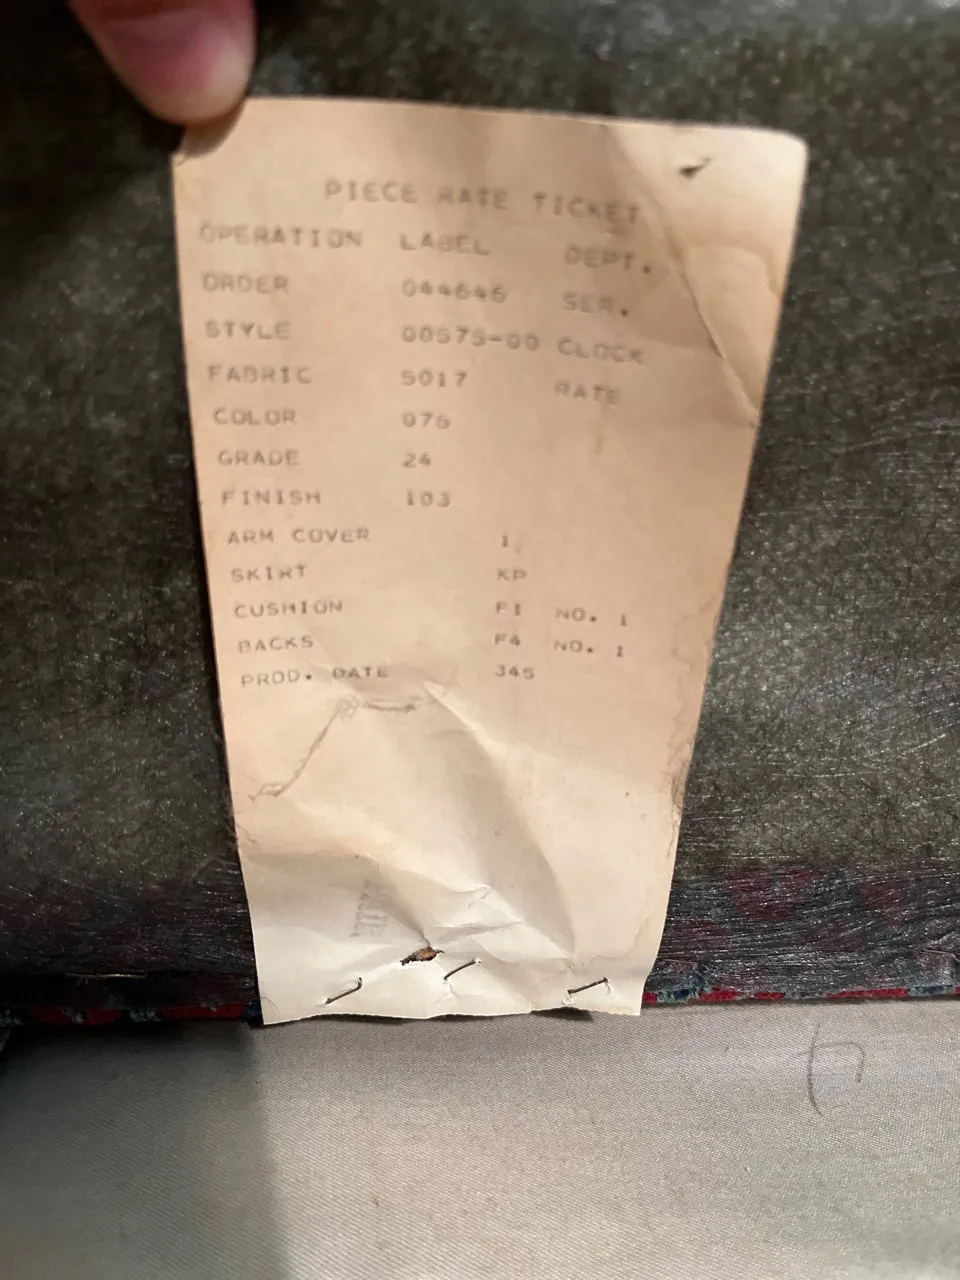 PIECE RATE TICKET
OPERATION LABEL DEPT.
ORDER 044646 SER.
STYLE 00575-00 CLOCK
FABRIC 5017 RATE
COLOR 076
GRADE 24
FINISH 103
ARM COVER 1
SKIRT KP
CUSHION F1 NO. 1
BACKS F4 NO. 1
PROD. DATE 345